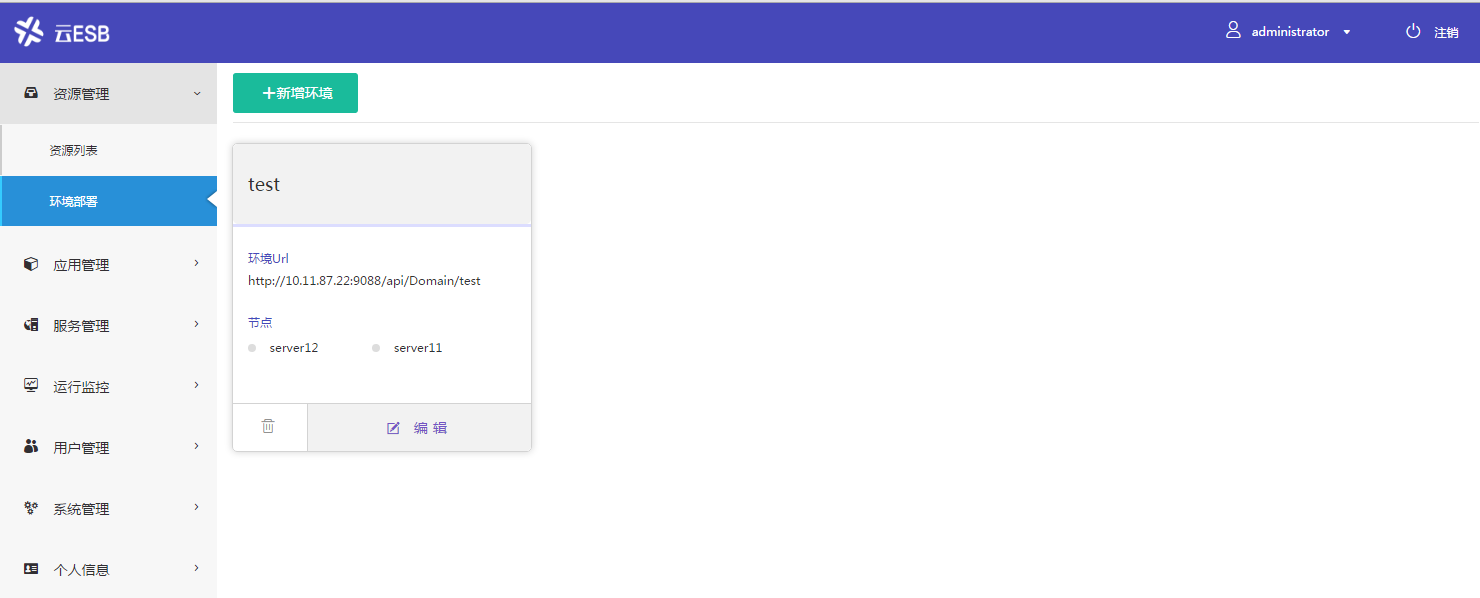 云ESB
administrator
注销
资源管理
资源列表
环境部署
应用管理
服务管理
运行监控
用户管理
系统管理
个人信息
+新增环境
test
环境Url
http://10.11.87.22:9088/api/Domain/test
节点
server12 server11
编 辑